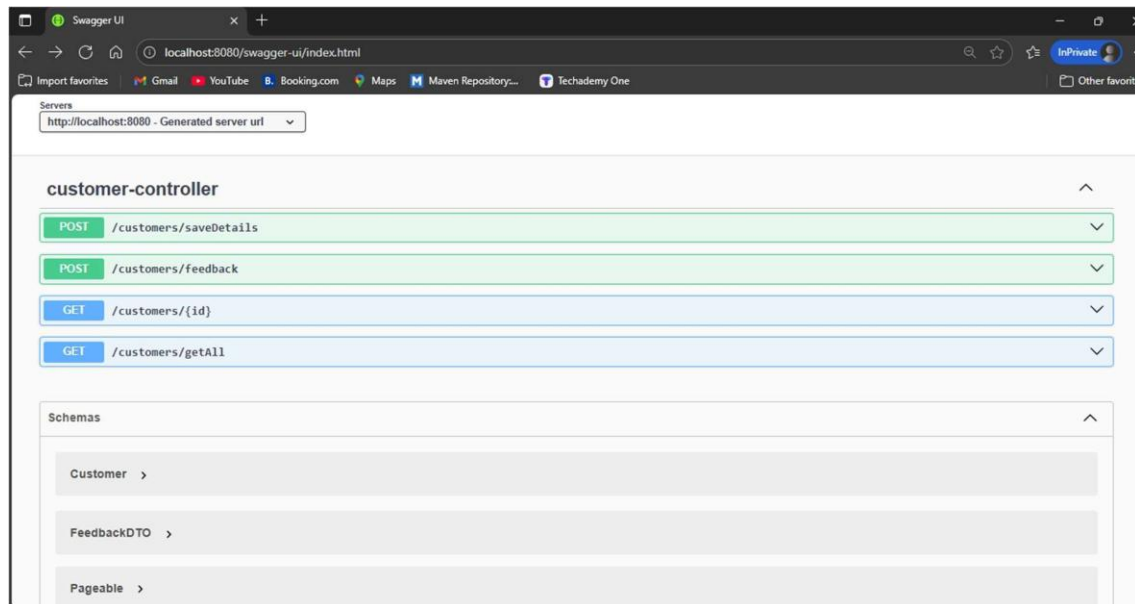 Swagger UI
localhost:8080/swagger-ui/index.html
InPrivate
Import favorites Gmail YouTube B. Booking.com Maps M Maven Repository:... T Techademy One Other favorit
Servers
http://localhost:8080 - Generated server url
customer-controller
POST /customers/saveDetails
POST /customers/feedback
GET /customers/{id}
GET /customers/getAll
Schemas
Customer
FeedbackDTO
Pageable